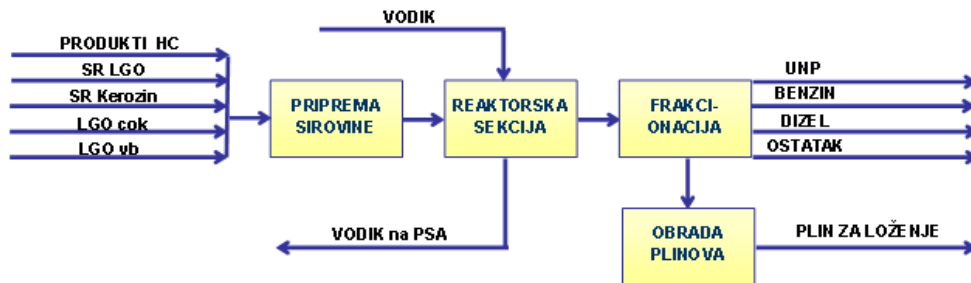 VODIK
PRODUKTI HC
SR LGO
SR Kerozin
LGO cok
LGO vb
PRIPREMA
SIROVINE
REAKTORSKA
SEKCIJA
FRAKCI-
ONACIJA
UNP
BENZIN
DIZEL
OSTATAK
VODIK na PSA
OBRADA
PLINOVA
PLIN ZA LOŽENJE